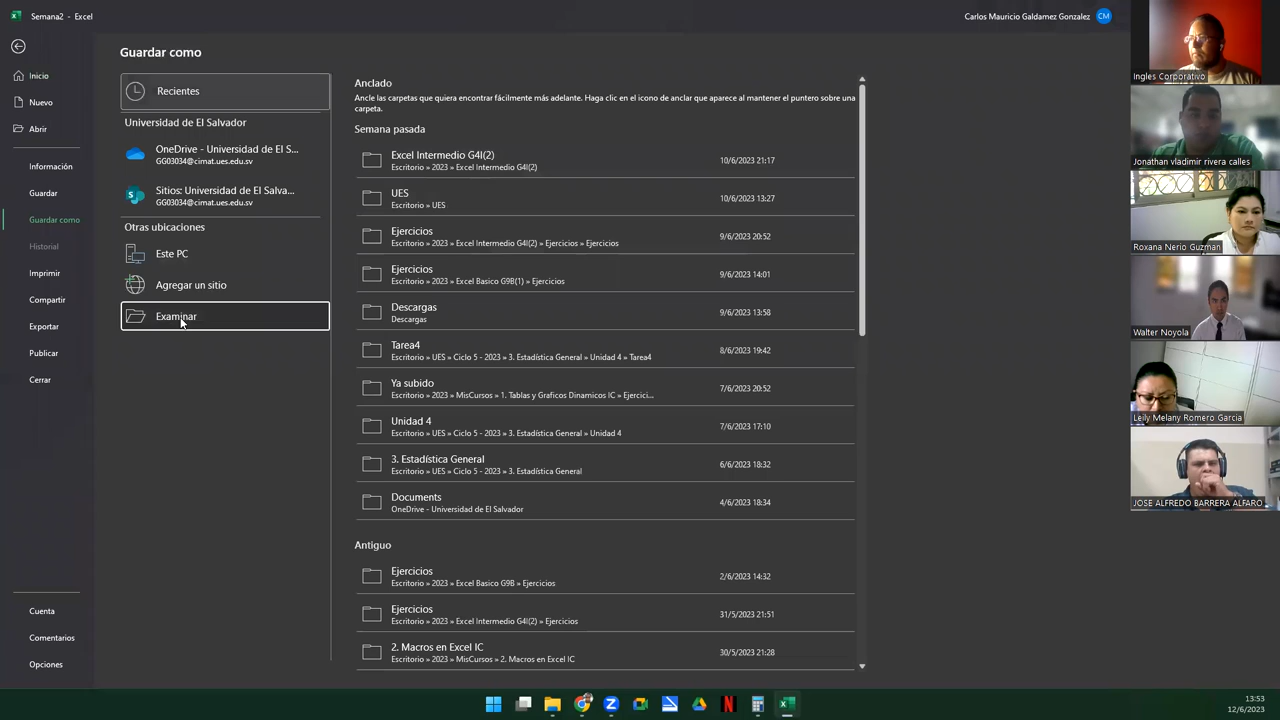 Semana2 - Excel
Carlos Mauricio Galdamez Gonzalez
CM
Guardar como
Inicio
Nuevo
Abrir
Información
Guardar
Guardar como
Historial
Imprimir
Compartir
Exportar
Publicar
Cerrar
Cuenta
Comentarios
Opciones
Recientes
Universidad de El Salvador
OneDrive - Universidad de El S...
GG03034@cimat.ues.edu.sv
Sitios: Universidad de El Salva...
GG03034@cimat.ues.edu.sv
Otras ubicaciones
Este PC
Agregar un sitio
Examinar
Anclado
Ancle las carpetas que quiera encontrar fácilmente más adelante. Haga clic en el icono de anclar que aparece al mantener el puntero sobre una
carpeta.
Semana pasada
Excel Intermedio G4I(2)
10/6/2023 21:17
Escritorio » 2023 » Excel Intermedio G4I(2)
UES
10/6/2023 13:27
Escritorio » UES
Ejercicios
9/6/2023 20:52
Escritorio » 2023 » Excel Intermedio G4I(2) » Ejercicios » Ejercicios
Ejercicios
9/6/2023 14:01
Escritorio » 2023 » Excel Basico G9B(1) » Ejercicios
Descargas
9/6/2023 13:58
Descargas
Tarea4
8/6/2023 19:42
Escritorio » UES » Ciclo 5 - 2023 » 3. Estadística General » Unidad 4 » Tarea4
Ya subido
7/6/2023 20:52
Escritorio » 2023 » MisCursos » 1. Tablas y Graficos Dinamicos IC » Ejercici...
Unidad 4
7/6/2023 17:10
Escritorio » UES » Ciclo 5 - 2023 » 3. Estadística General » Unidad 4
3. Estadística General
6/6/2023 18:32
Escritorio » UES » Ciclo 5 - 2023 » 3. Estadística General
Documents
4/6/2023 18:34
OneDrive - Universidad de El Salvador
Antiguo
Ejercicios
2/6/2023 14:32
Escritorio » 2023 » Excel Basico G9B » Ejercicios
Ejercicios
31/5/2023 21:51
Escritorio » 2023 » Excel Intermedio G4I(2) » Ejercicios
2. Macros en Excel IC
30/5/2023 21:28
Escritorio » 2023 » MisCursos » 2. Macros en Excel IC
Ingles Corporativo
Jonathan vladimir rivera calles
Roxana Nerio Guzman
Walter Noyola
Leily Melany Romero Garcia
JOSE ALFREDO BARRERA ALFARO
13:53
12/6/2023